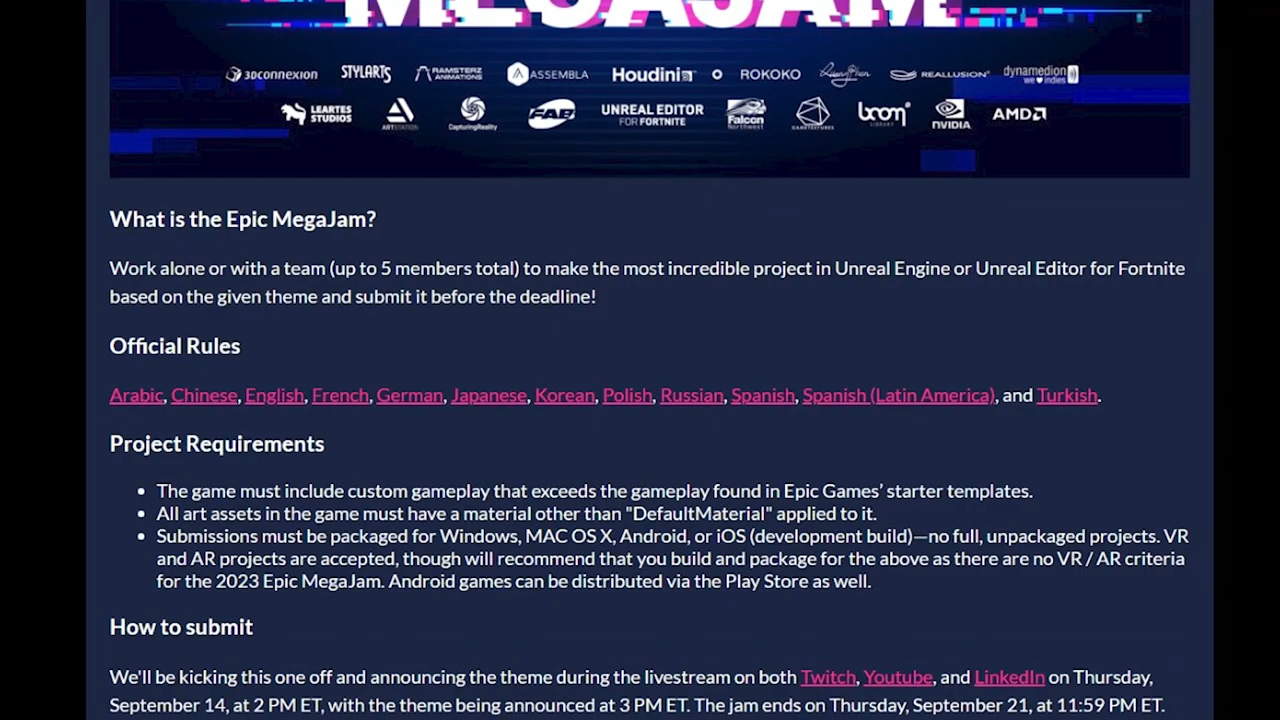 MEGAJAM
3Dconnexion STYLARTS RAMSTERZ ANIMATIONS ASSEMBLA Houdini ROKOKO REALLUSION dynamedion we ♥ indies
LEARTES STUDIOS ARTSTATION CapturingReality FAB UNREAL EDITOR FOR FORTNITE Falcon Northwest GAMETEXTURES BOOM LIBRARY NVIDIA AMD
What is the Epic MegaJam?
Work alone or with a team (up to 5 members total) to make the most incredible project in Unreal Engine or Unreal Editor for Fortnite
based on the given theme and submit it before the deadline!
Official Rules
Arabic, Chinese, English, French, German, Japanese, Korean, Polish, Russian, Spanish, Spanish (Latin America), and Turkish.
Project Requirements
• The game must include custom gameplay that exceeds the gameplay found in Epic Games’ starter templates.
• All art assets in the game must have a material other than "DefaultMaterial" applied to it.
• Submissions must be packaged for Windows, MAC OS X, Android, or iOS (development build)—no full, unpackaged projects. VR
and AR projects are accepted, though will recommend that you build and package for the above as there are no VR / AR criteria
for the 2023 Epic MegaJam. Android games can be distributed via the Play Store as well.
How to submit
We'll be kicking this one off and announcing the theme during the livestream on both Twitch, Youtube, and LinkedIn on Thursday,
September 14, at 2 PM ET, with the theme being announced at 3 PM ET. The jam ends on Thursday, September 21, at 11:59 PM ET.